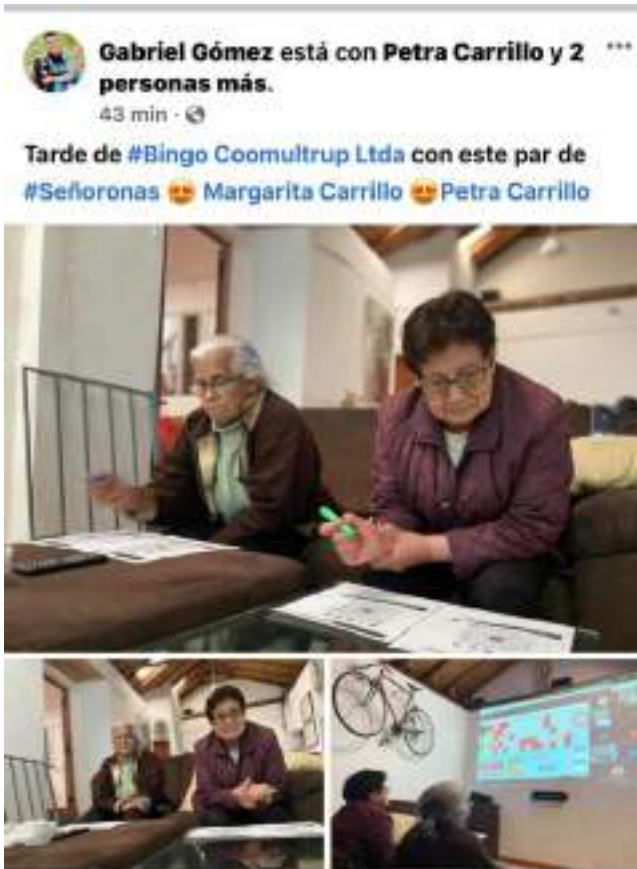 Gabriel Gómez está con Petra Carrillo y 2
personas más.
43 min ·
Tarde de #Bingo Coomultrup Ltda con este par de
#Señoronas 😍 Margarita Carrillo 😍 Petra Carrillo